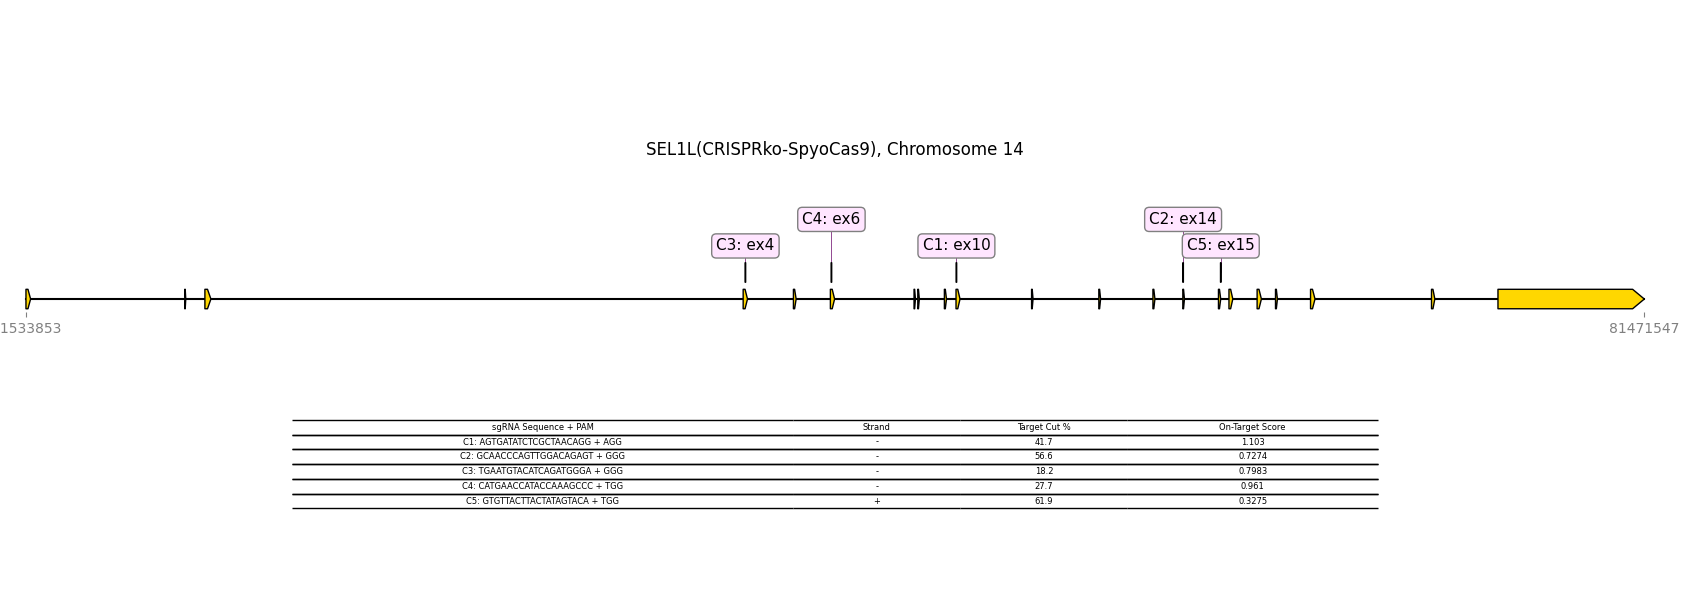 SEL1L(CRISPRko-SpyoCas9), Chromosome 14
C4: ex6 C2: ex14
C3: ex4 C1: ex10 C5: ex15
1533853 81471547
sgRNA Sequence + PAM Strand Target Cut % On-Target Score
C1: AGTGATATCTCGCTAACAGG + AGG - 41.7 1.103
C2: GCAACCCAGTTGGACAGAGT + GGG - 56.6 0.7274
C3: TGAATGTACATCAGATGGGA + GGG - 18.2 0.7983
C4: CATGAACCATACCAAAGCCC + TGG - 27.7 0.961
C5: GTGTTACTTACTATAGTACA + TGG + 61.9 0.3275